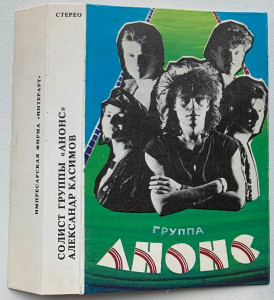 СТЕРЕО
СОЛИСТ ГРУППЫ «АНОНС»
АЛЕКСАНДР КАСИМОВ
ИМПРЕСАРСКАЯ ФИРМА «ИНТЕРАРТ»
ГРУППА
АНОНС